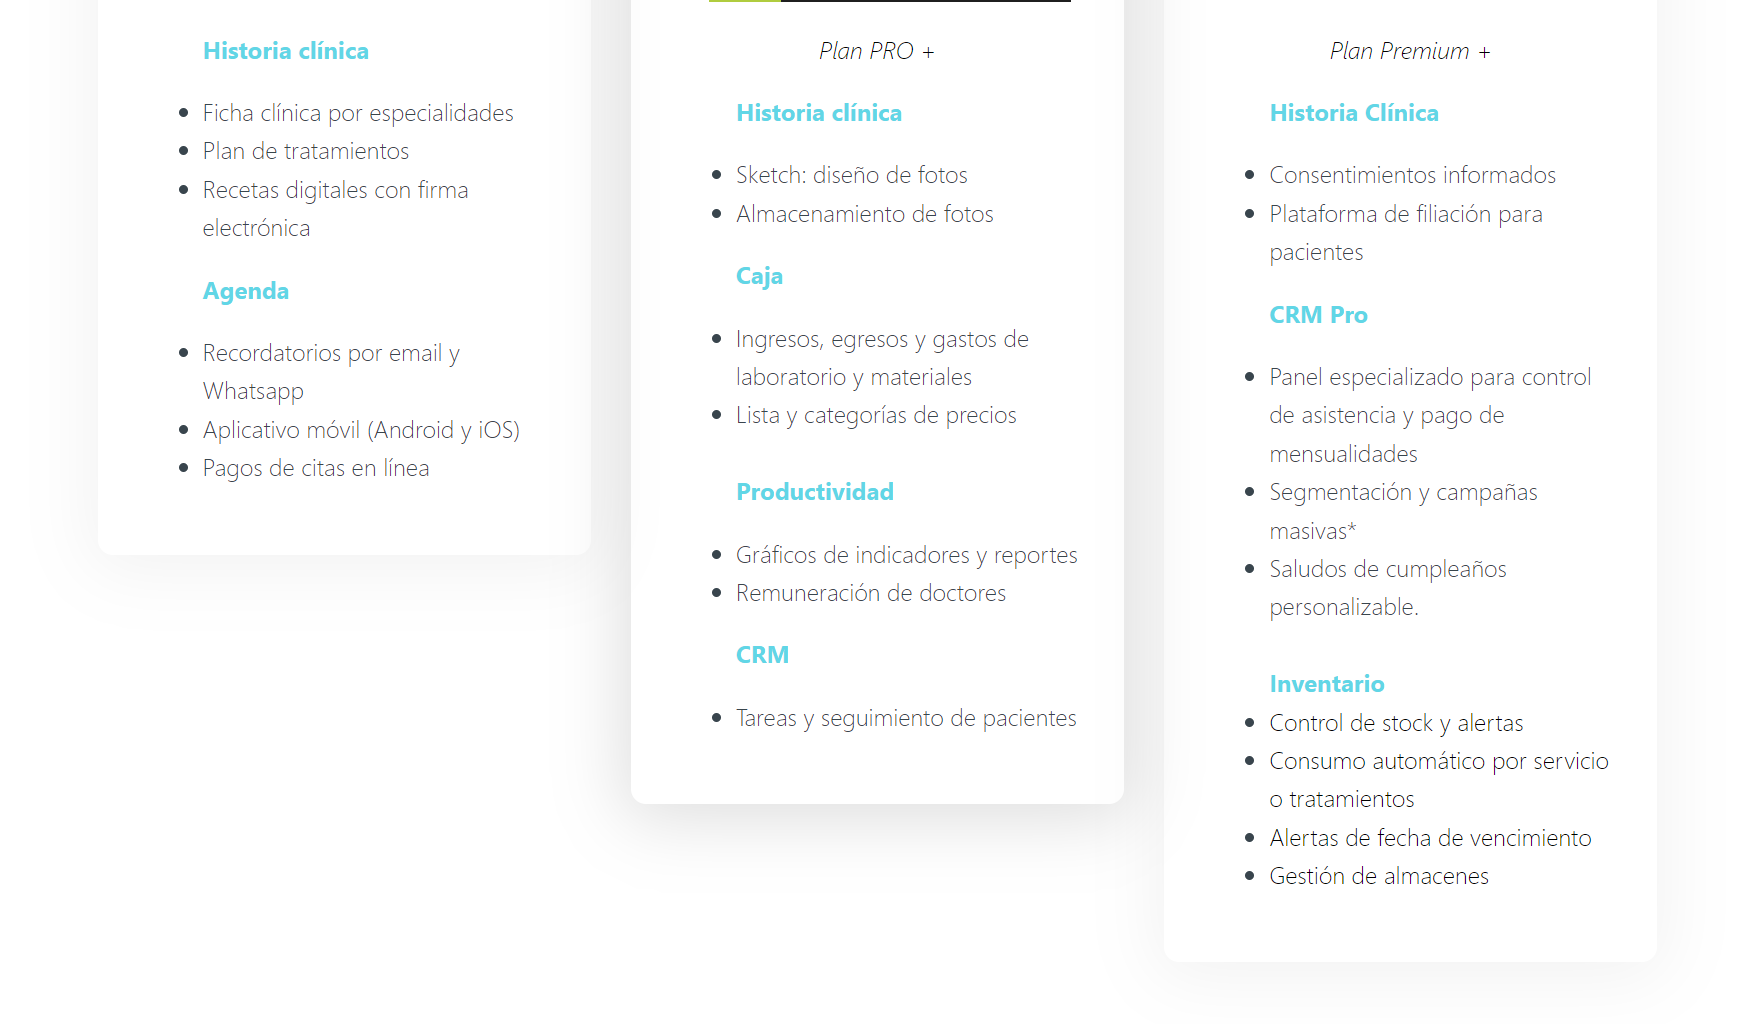 Historia clínica
Ficha clínica por especialidades
Plan de tratamientos
Recetas digitales con firma
electrónica
Agenda
Recordatorios por email y
Whatsapp
Aplicativo móvil (Android y iOS)
Pagos de citas en línea
Plan PRO +
Historia clínica
Sketch: diseño de fotos
Almacenamiento de fotos
Caja
Ingresos, egresos y gastos de
laboratorio y materiales
Lista y categorías de precios
Productividad
Gráficos de indicadores y reportes
Remuneración de doctores
CRM
Tareas y seguimiento de pacientes
Plan Premium +
Historia Clínica
Consentimientos informados
Plataforma de filiación para
pacientes
CRM Pro
Panel especializado para control
de asistencia y pago de
mensualidades
Segmentación y campañas
masivas*
Saludos de cumpleaños
personalizable.
Inventario
Control de stock y alertas
Consumo automático por servicio
o tratamientos
Alertas de fecha de vencimiento
Gestión de almacenes